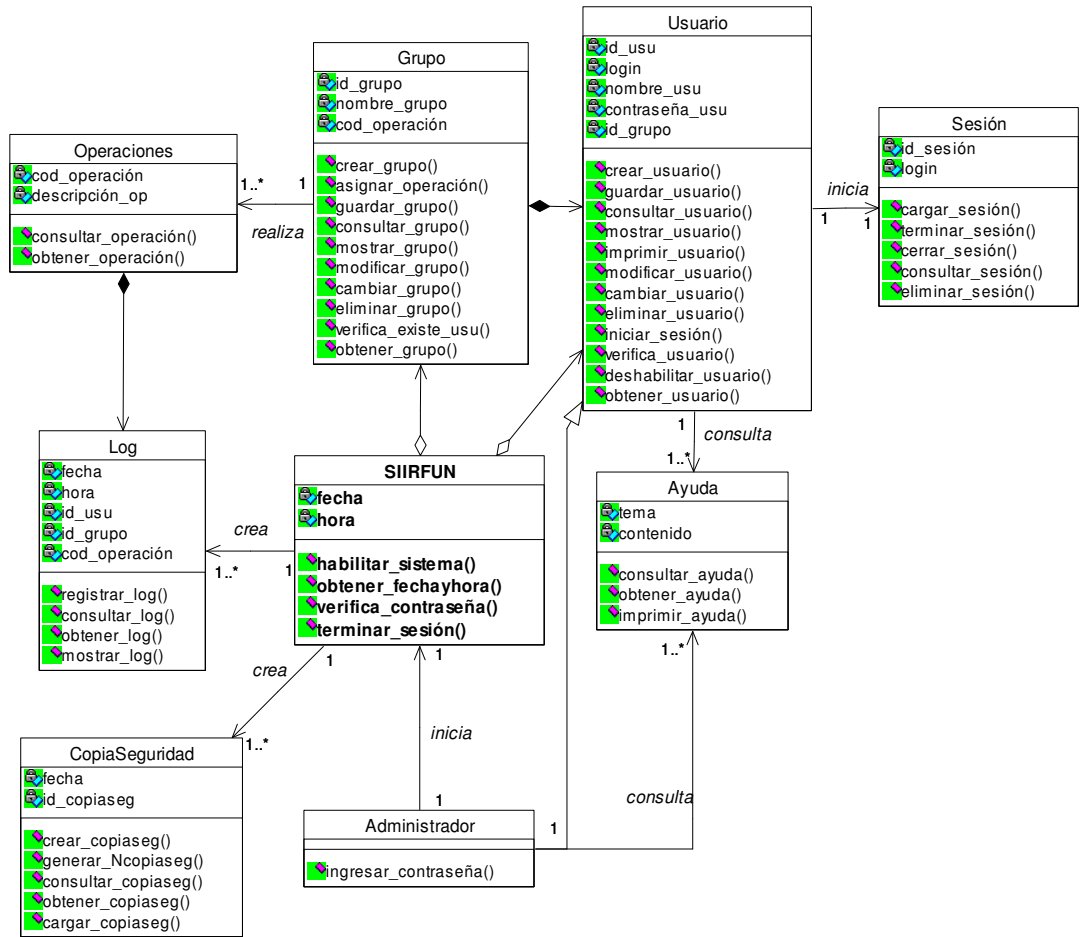 Usuario
id_usu
login
nombre_usu
contraseña_usu
id_grupo
crear_usuario()
guardar_usuario()
consultar_usuario()
mostrar_usuario()
imprimir_usuario()
modificar_usuario()
cambiar_usuario()
eliminar_usuario()
iniciar_sesión()
verifica_usuario()
deshabilitar_usuario()
obtener_usuario()
Grupo
id_grupo
nombre_grupo
cod_operación
crear_grupo()
asignar_operación()
guardar_grupo()
consultar_grupo()
mostrar_grupo()
modificar_grupo()
cambiar_grupo()
eliminar_grupo()
verifica_existe_usu()
obtener_grupo()
Sesión
id_sesión
login
cargar_sesión()
terminar_sesión()
cerrar_sesión()
consultar_sesión()
eliminar_sesión()
inicia
1
1
Operaciones
cod_operación
descripción_op
consultar_operación()
obtener_operación()
1..*
1
realiza
Log
fecha
hora
id_usu
id_grupo
cod_operación
registrar_log()
consultar_log()
obtener_log()
mostrar_log()
crea
1..*
1
SIIRFUN
fecha
hora
habilitar_sistema()
obtener_fechayhora()
verifica_contraseña()
terminar_sesión()
1
consulta
1..*
Ayuda
tema
contenido
consultar_ayuda()
obtener_ayuda()
imprimir_ayuda()
1..*
crea
1
1..*
1
inicia
1
consulta
1
CopiaSeguridad
fecha
id_copiaseg
crear_copiaseg()
generar_Ncopiaseg()
consultar_copiaseg()
obtener_copiaseg()
cargar_copiaseg()
Administrador
ingresar_contraseña()